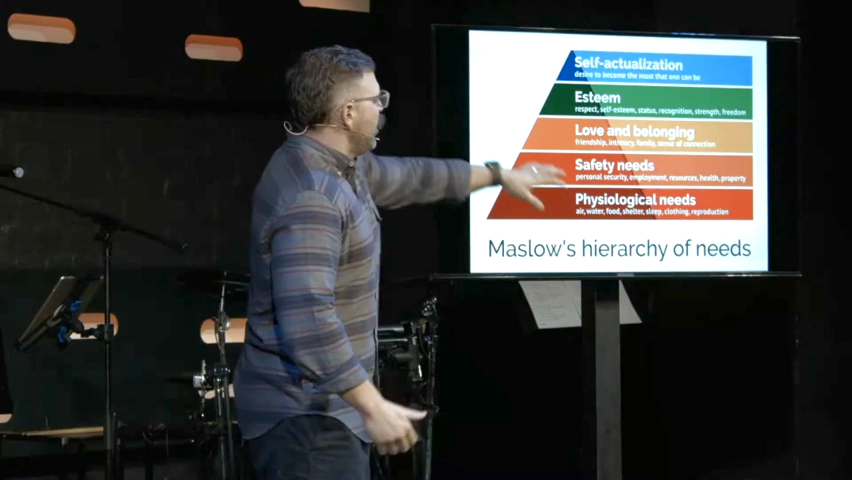 Self-actualization
desire to become the most that one can be
Esteem
respect, self-esteem, status, recognition, strength, freedom
Love and belonging
friendship, intimacy, family, sense of connection
Safety needs
personal security, employment, resources, health, property
Physiological needs
air, water, food, shelter, sleep, clothing, reproduction
Maslow's hierarchy of needs